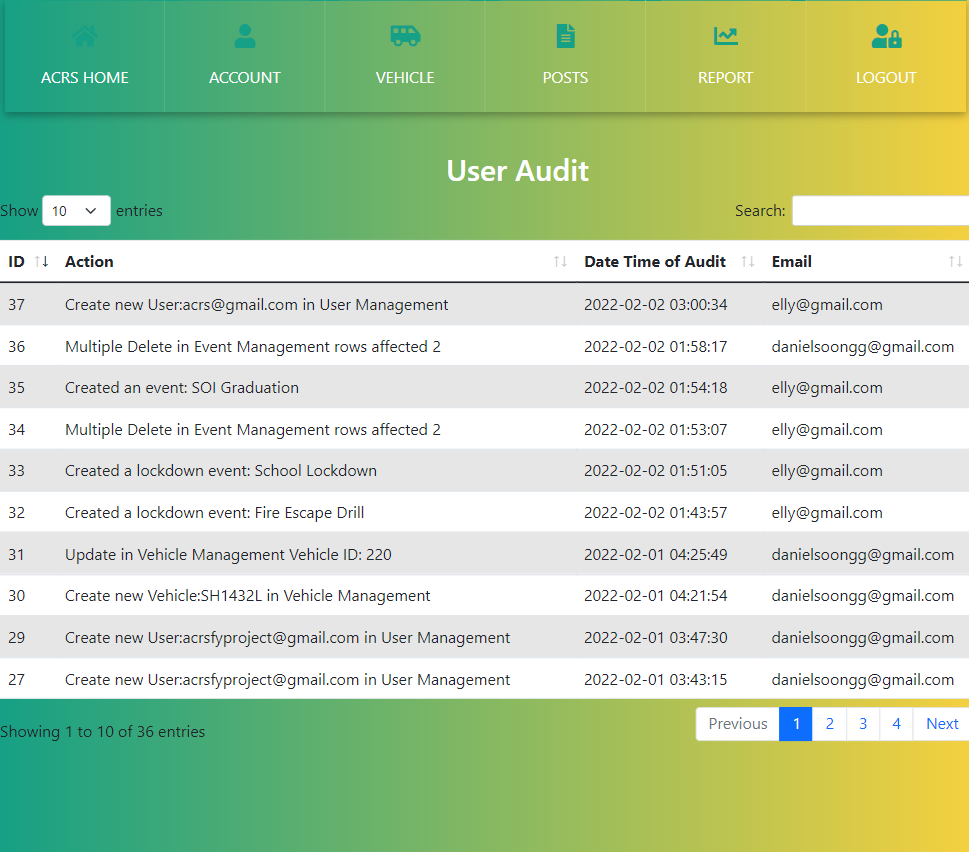 ACRS HOME ACCOUNT VEHICLE POSTS REPORT LOGOUT
User Audit
Show 10 entries Search:
ID Action Date Time of Audit Email
37 Create new User:acrs@gmail.com in User Management 2022-02-02 03:00:34 elly@gmail.com
36 Multiple Delete in Event Management rows affected 2 2022-02-02 01:58:17 danielsoongg@gmail.com
35 Created an event: SOI Graduation 2022-02-02 01:54:18 elly@gmail.com
34 Multiple Delete in Event Management rows affected 2 2022-02-02 01:53:07 elly@gmail.com
33 Created a lockdown event: School Lockdown 2022-02-02 01:51:05 elly@gmail.com
32 Created a lockdown event: Fire Escape Drill 2022-02-02 01:43:57 elly@gmail.com
31 Update in Vehicle Management Vehicle ID: 220 2022-02-01 04:25:49 danielsoongg@gmail.com
30 Create new Vehicle:SH1432L in Vehicle Management 2022-02-01 04:21:54 danielsoongg@gmail.com
29 Create new User:acrsfyproject@gmail.com in User Management 2022-02-01 03:47:30 danielsoongg@gmail.com
27 Create new User:acrsfyproject@gmail.com in User Management 2022-02-01 03:43:15 danielsoongg@gmail.com
Showing 1 to 10 of 36 entries Previous 1 2 3 4 Next